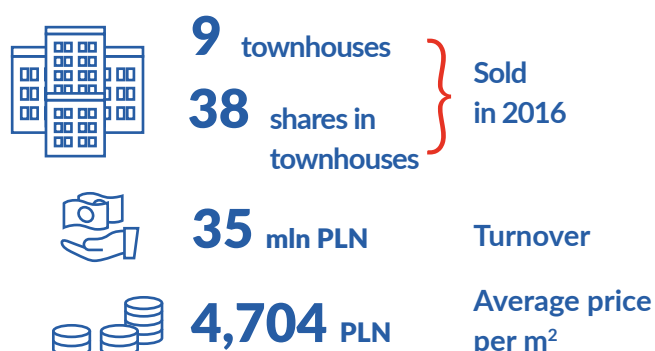 9 townhouses
38 shares in
townhouses
Sold
in 2016
35 mln PLN
Turnover
4,704 PLN
Average price
per m²